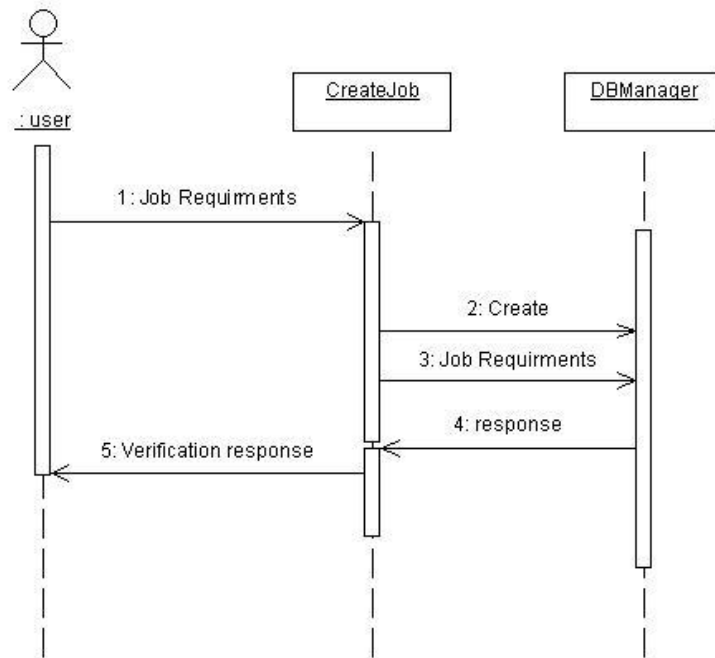 CreateJob
DBManager
: user
1: Job Requirments
2: Create
3: Job Requirments
4: response
5: Verification response